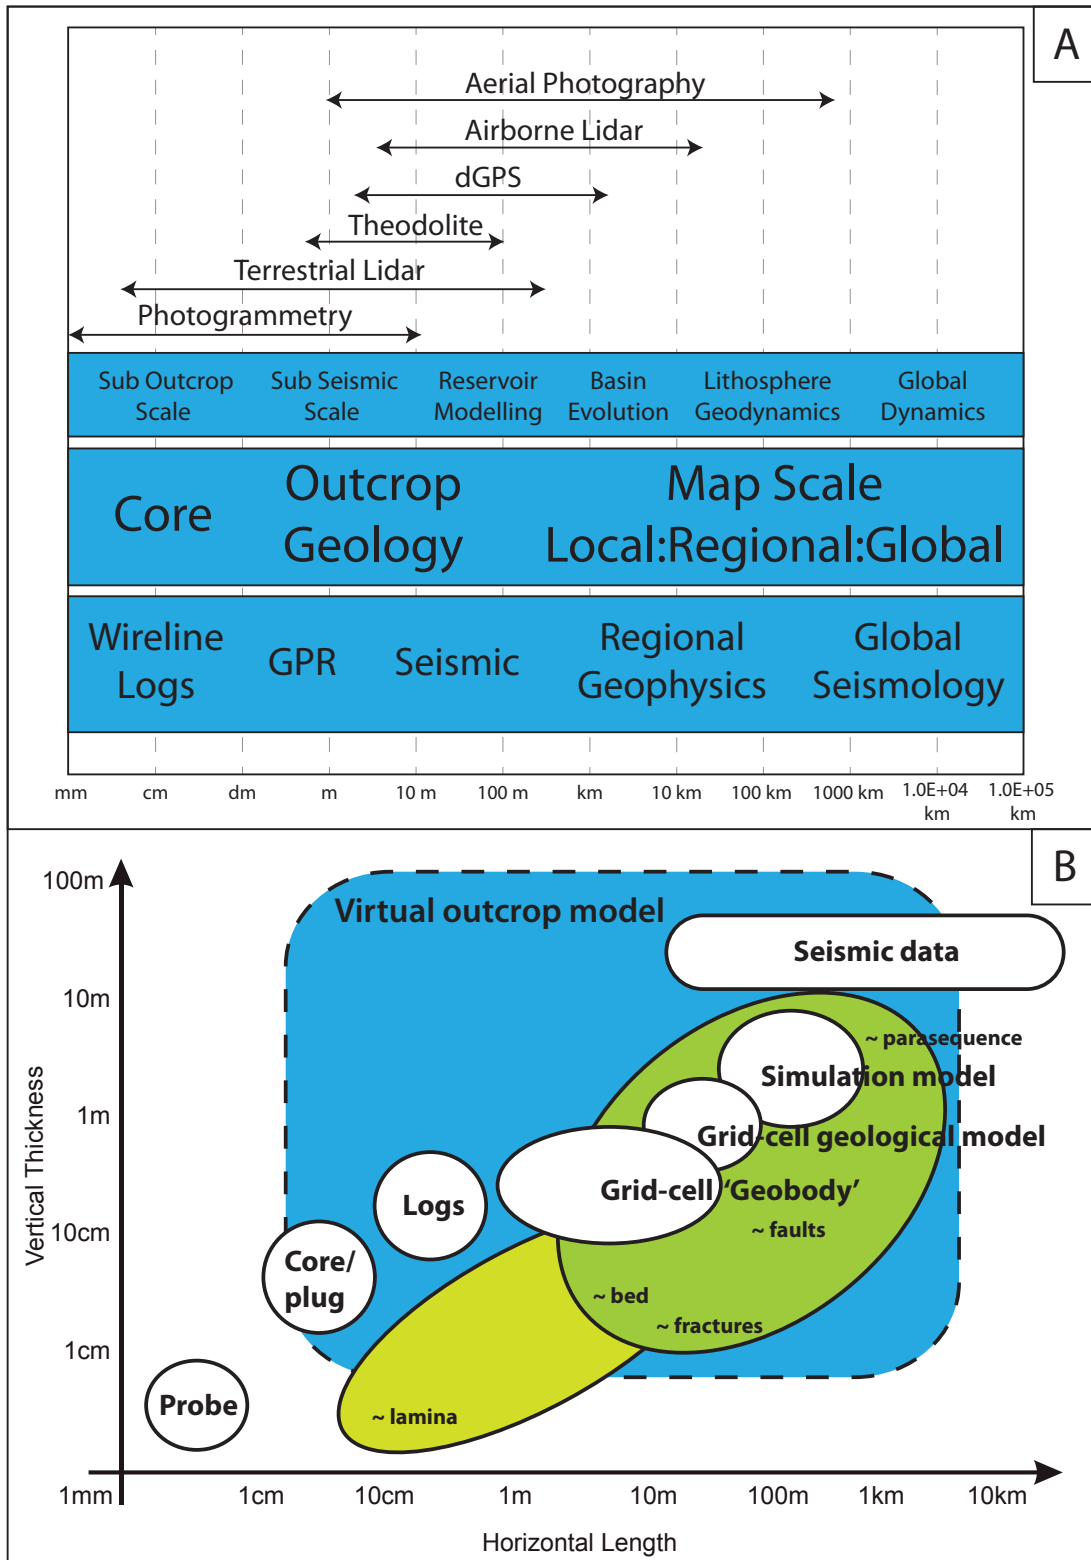 A
Aerial Photography
Airborne Lidar
dGPS
Theodolite
Terrestrial Lidar
Photogrammetry
Sub Outcrop
Scale
Sub Seismic
Scale
Reservoir
Modelling
Basin
Evolution
Lithosphere
Geodynamics
Global
Dynamics
Core
Outcrop
Geology
Map Scale
Local:Regional:Global
Wireline
Logs
GPR
Seismic
Regional
Geophysics
Global
Seismology
mm cm dm m 10 m 100 m km 10 km 100 km 1000 km 1.0E+04 km 1.0E+05 km
B
Virtual outcrop model
Seismic data
~ parasequence
Simulation model
Grid-cell geological model
Grid-cell 'Geobody'
~ faults
Logs
Core/
plug
~ bed
~ fractures
Probe
~ lamina
Vertical Thickness
100m
10m
1m
10cm
1cm
1mm 1cm 10cm 1m 10m 100m 1km 10km
Horizontal Length